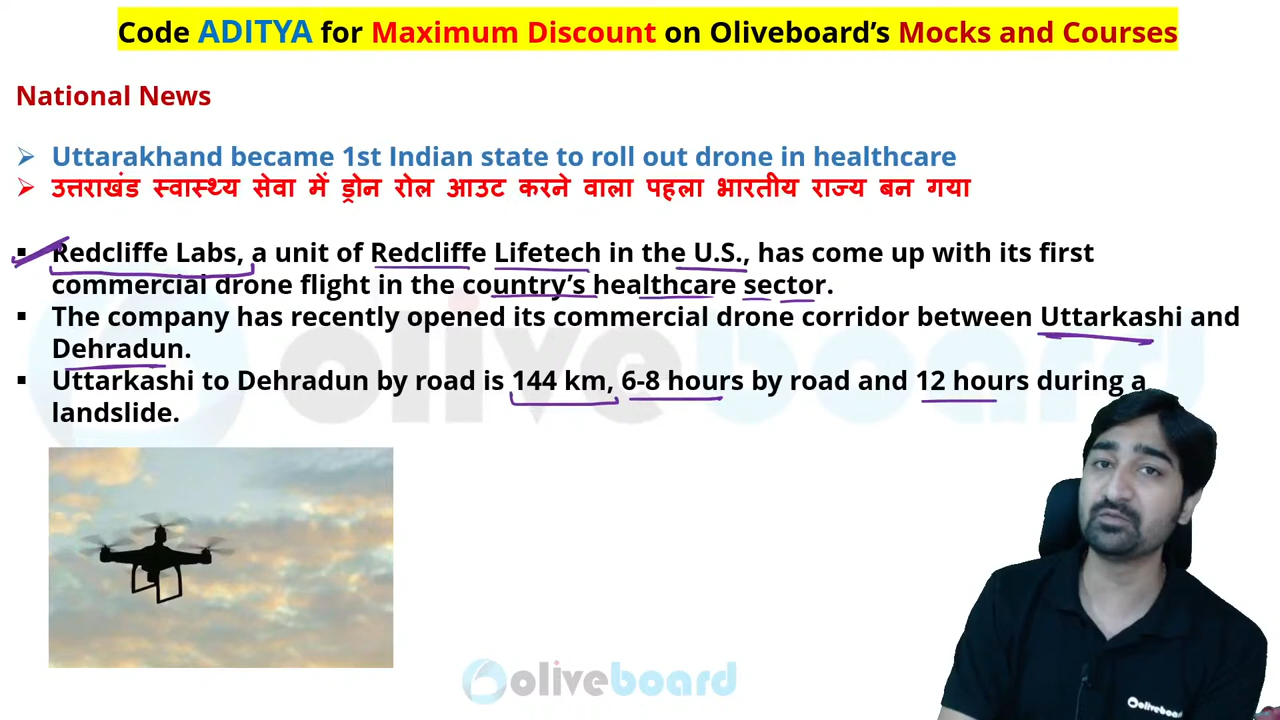 Code ADITYA for Maximum Discount on Oliveboard’s Mocks and Courses
National News
Uttarakhand became 1st Indian state to roll out drone in healthcare
उत्तराखंड स्वास्थ्य सेवा में ड्रोन रोल आउट करने वाला पहला भारतीय राज्य बन गया
Redcliffe Labs, a unit of Redcliffe Lifetech in the U.S., has come up with its first
commercial drone flight in the country’s healthcare sector.
The company has recently opened its commercial drone corridor between Uttarkashi and
Dehradun.
Uttarkashi to Dehradun by road is 144 km, 6-8 hours by road and 12 hours during a
landslide.
oliveboard
oliveboard
oliveboard